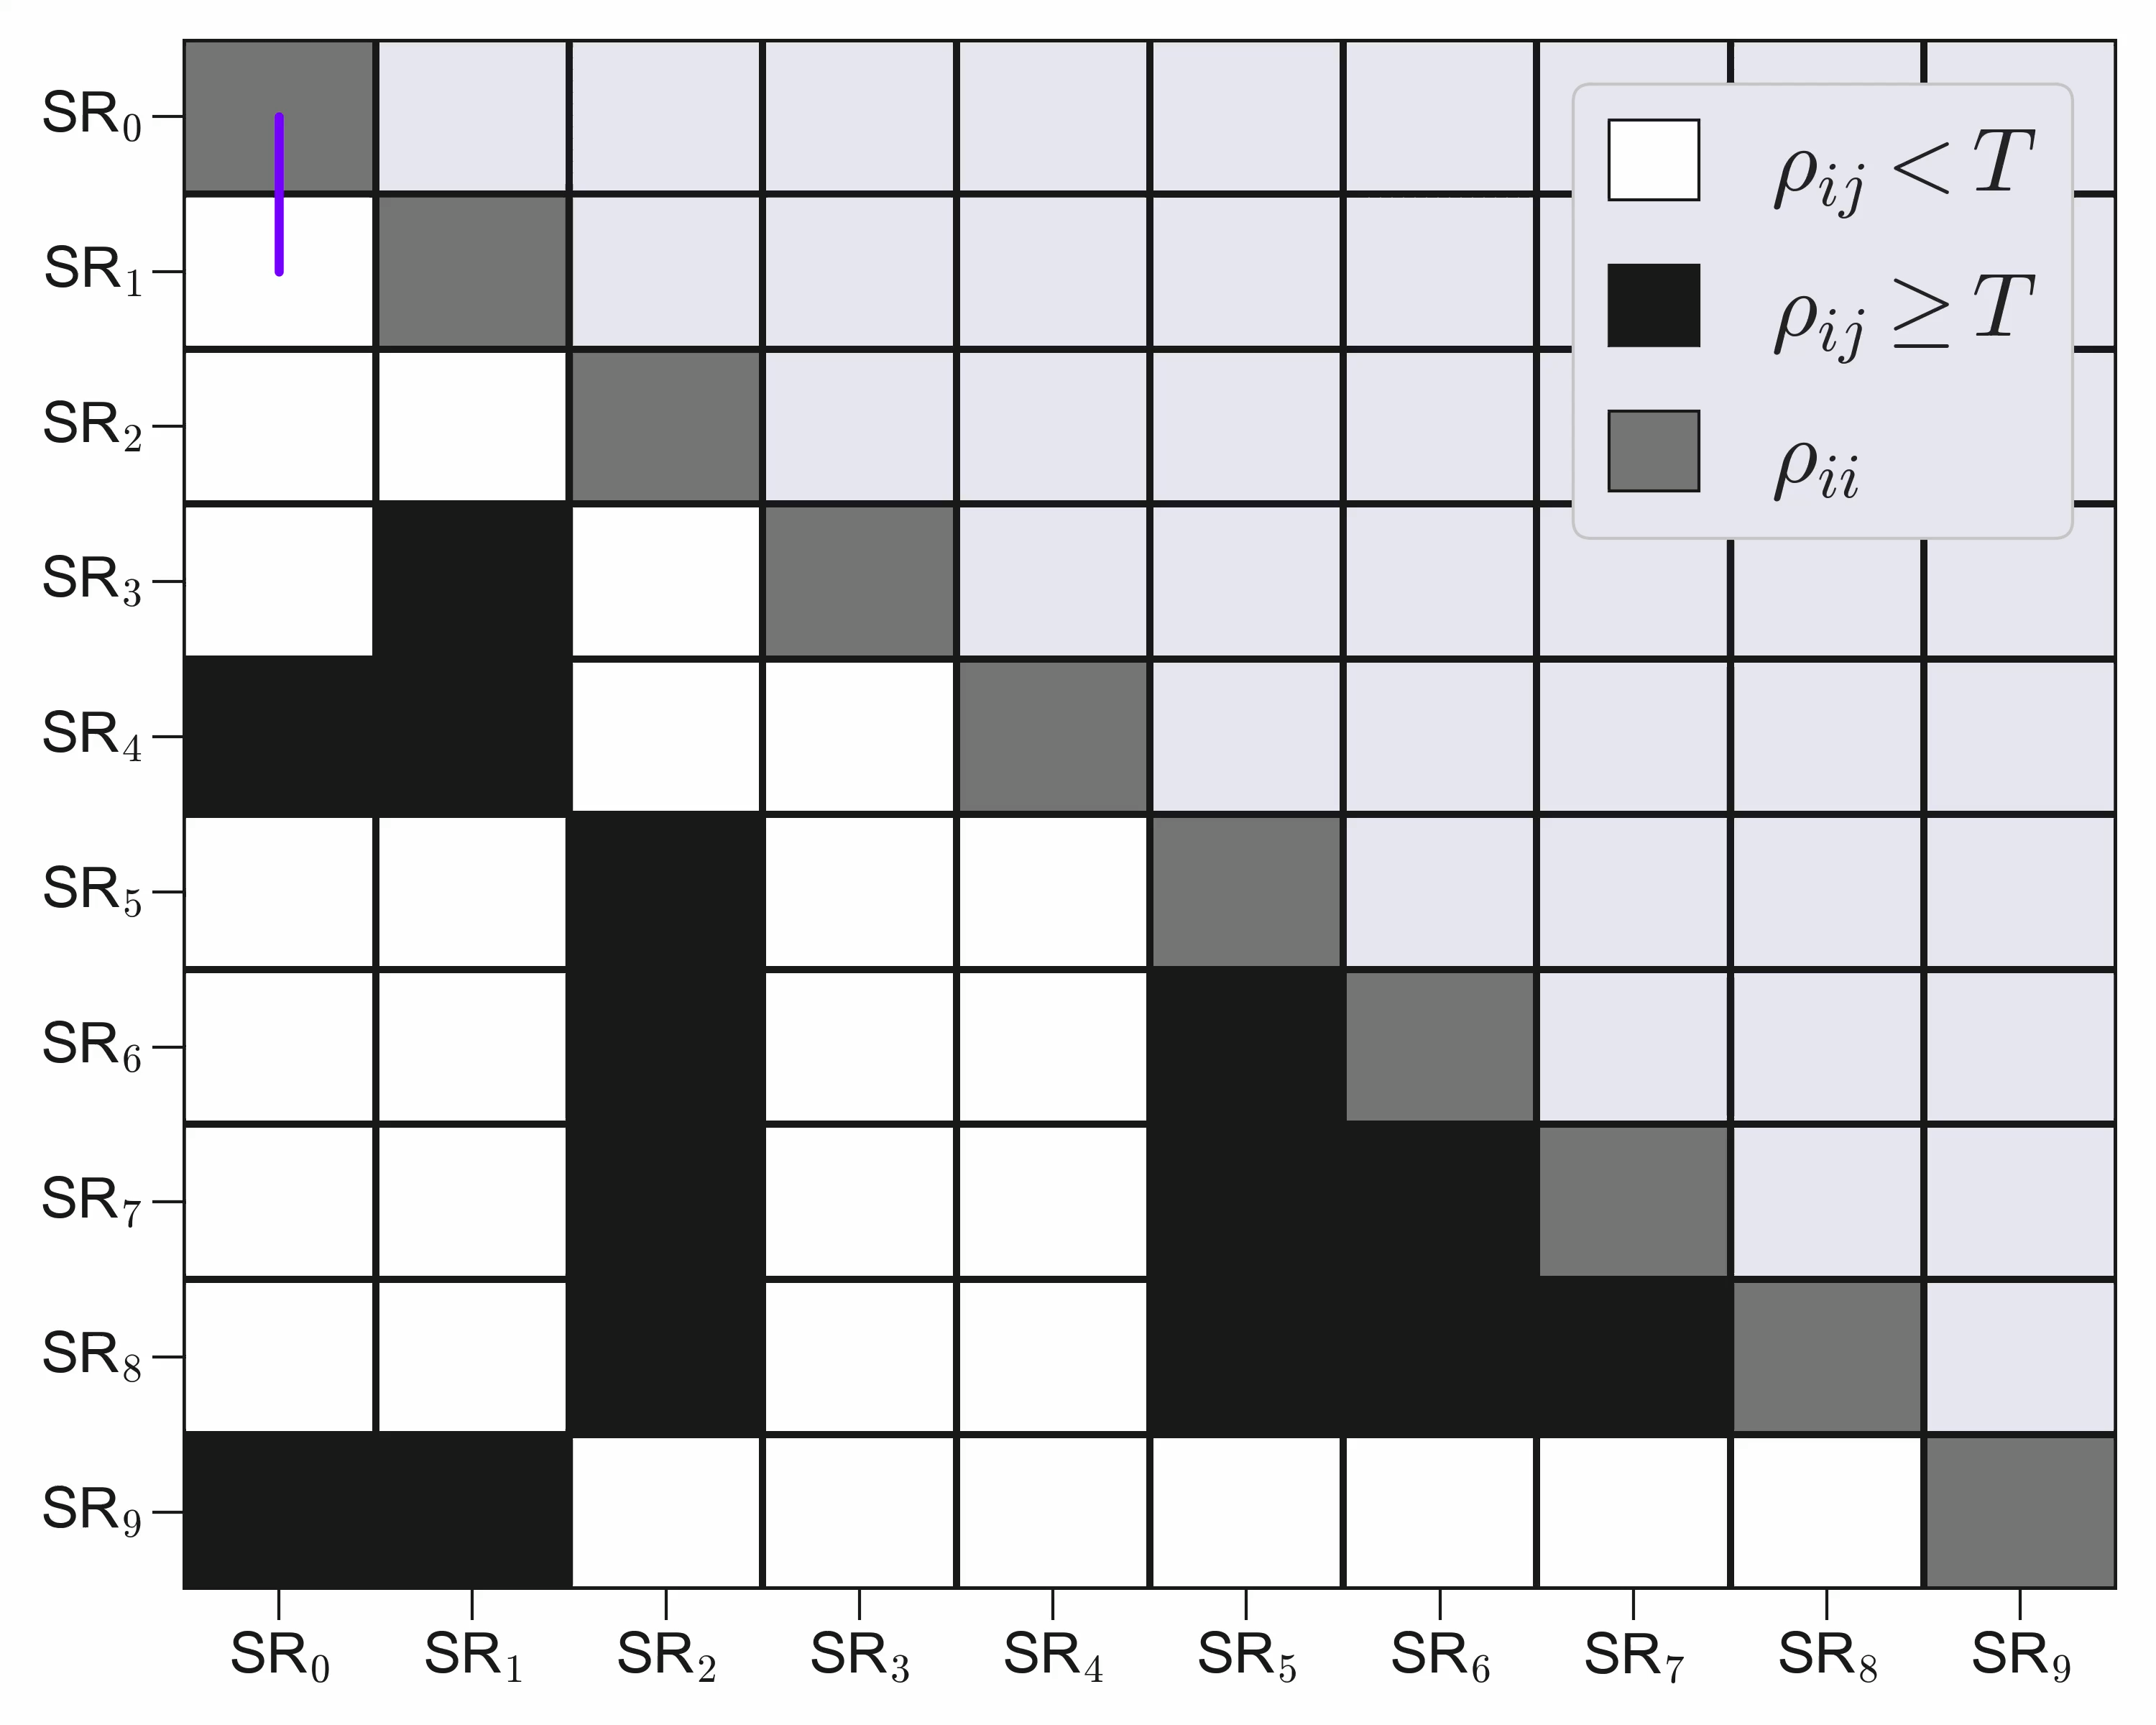 SR₀
SR₁
SR₂
SR₃
SR₄
SR₅
SR₆
SR₇
SR₈
SR₉
ρᵢⱼ < T
ρᵢⱼ ≥ T
ρᵢᵢ
SR₀ SR₁ SR₂ SR₃ SR₄ SR₅ SR₆ SR₇ SR₈ SR₉